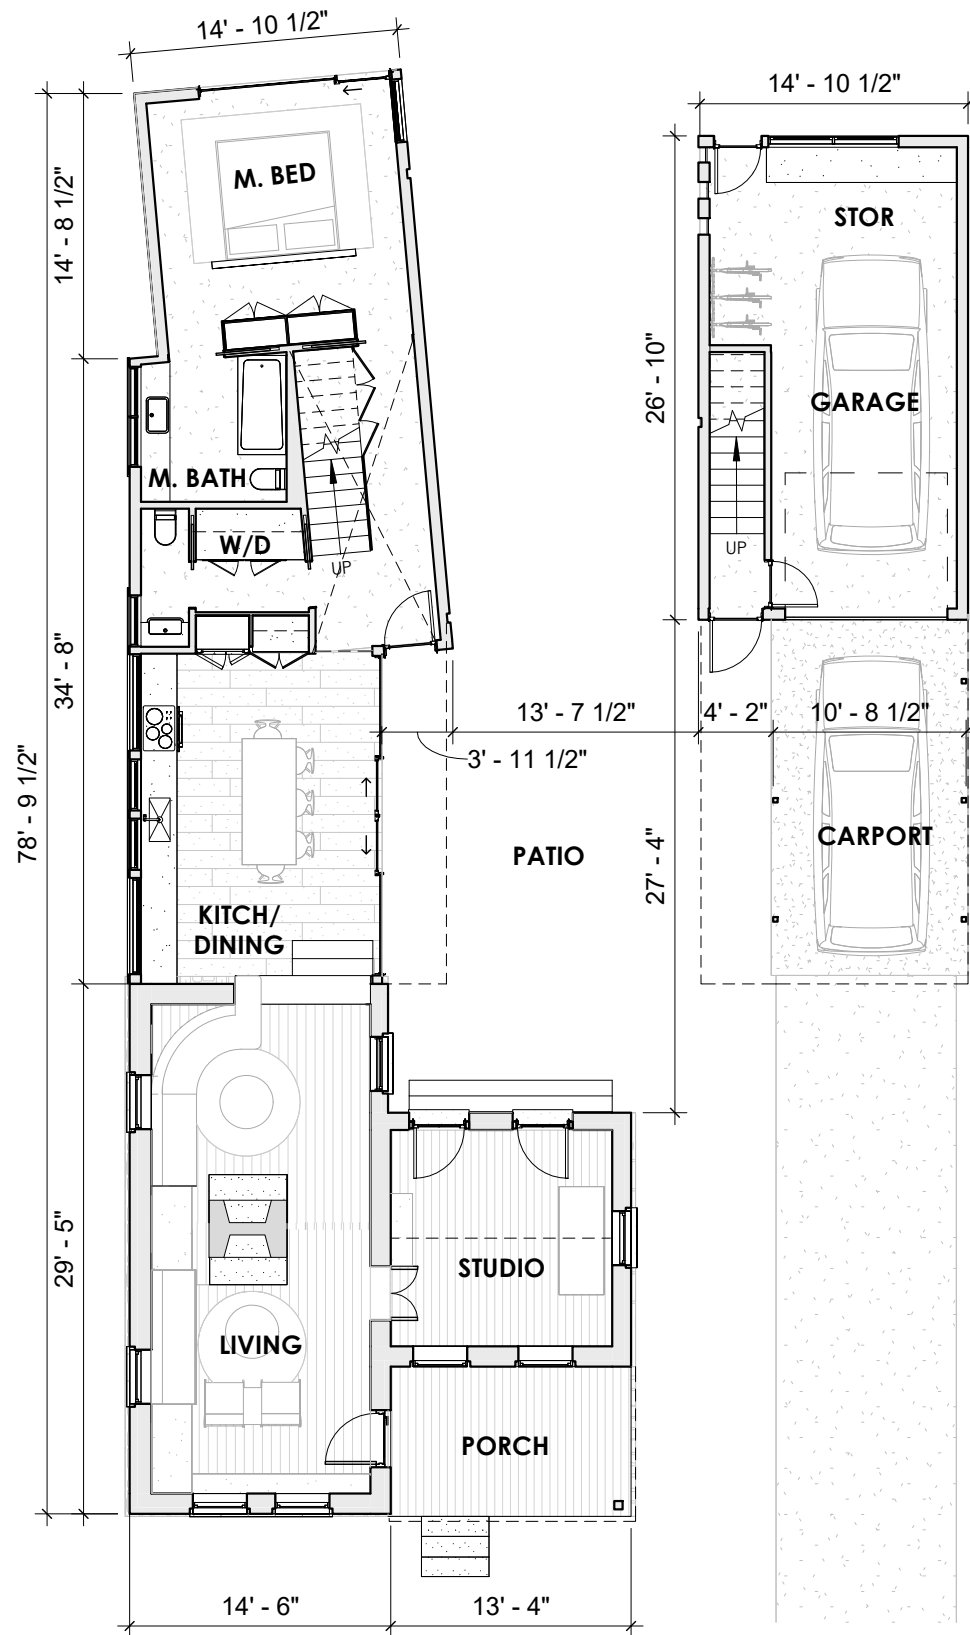 14' - 10 1/2"
14' - 10 1/2"
14' - 8 1/2"
M. BED
STOR
26' - 10"
GARAGE
M. BATH
W/D
UP
UP
34' - 8"
13' - 7 1/2"
4' - 2"
10' - 8 1/2"
3' - 11 1/2"
78' - 9 1/2"
PATIO
27' - 4"
CARPORT
KITCH/
DINING
29' - 5"
STUDIO
LIVING
PORCH
14' - 6"
13' - 4"